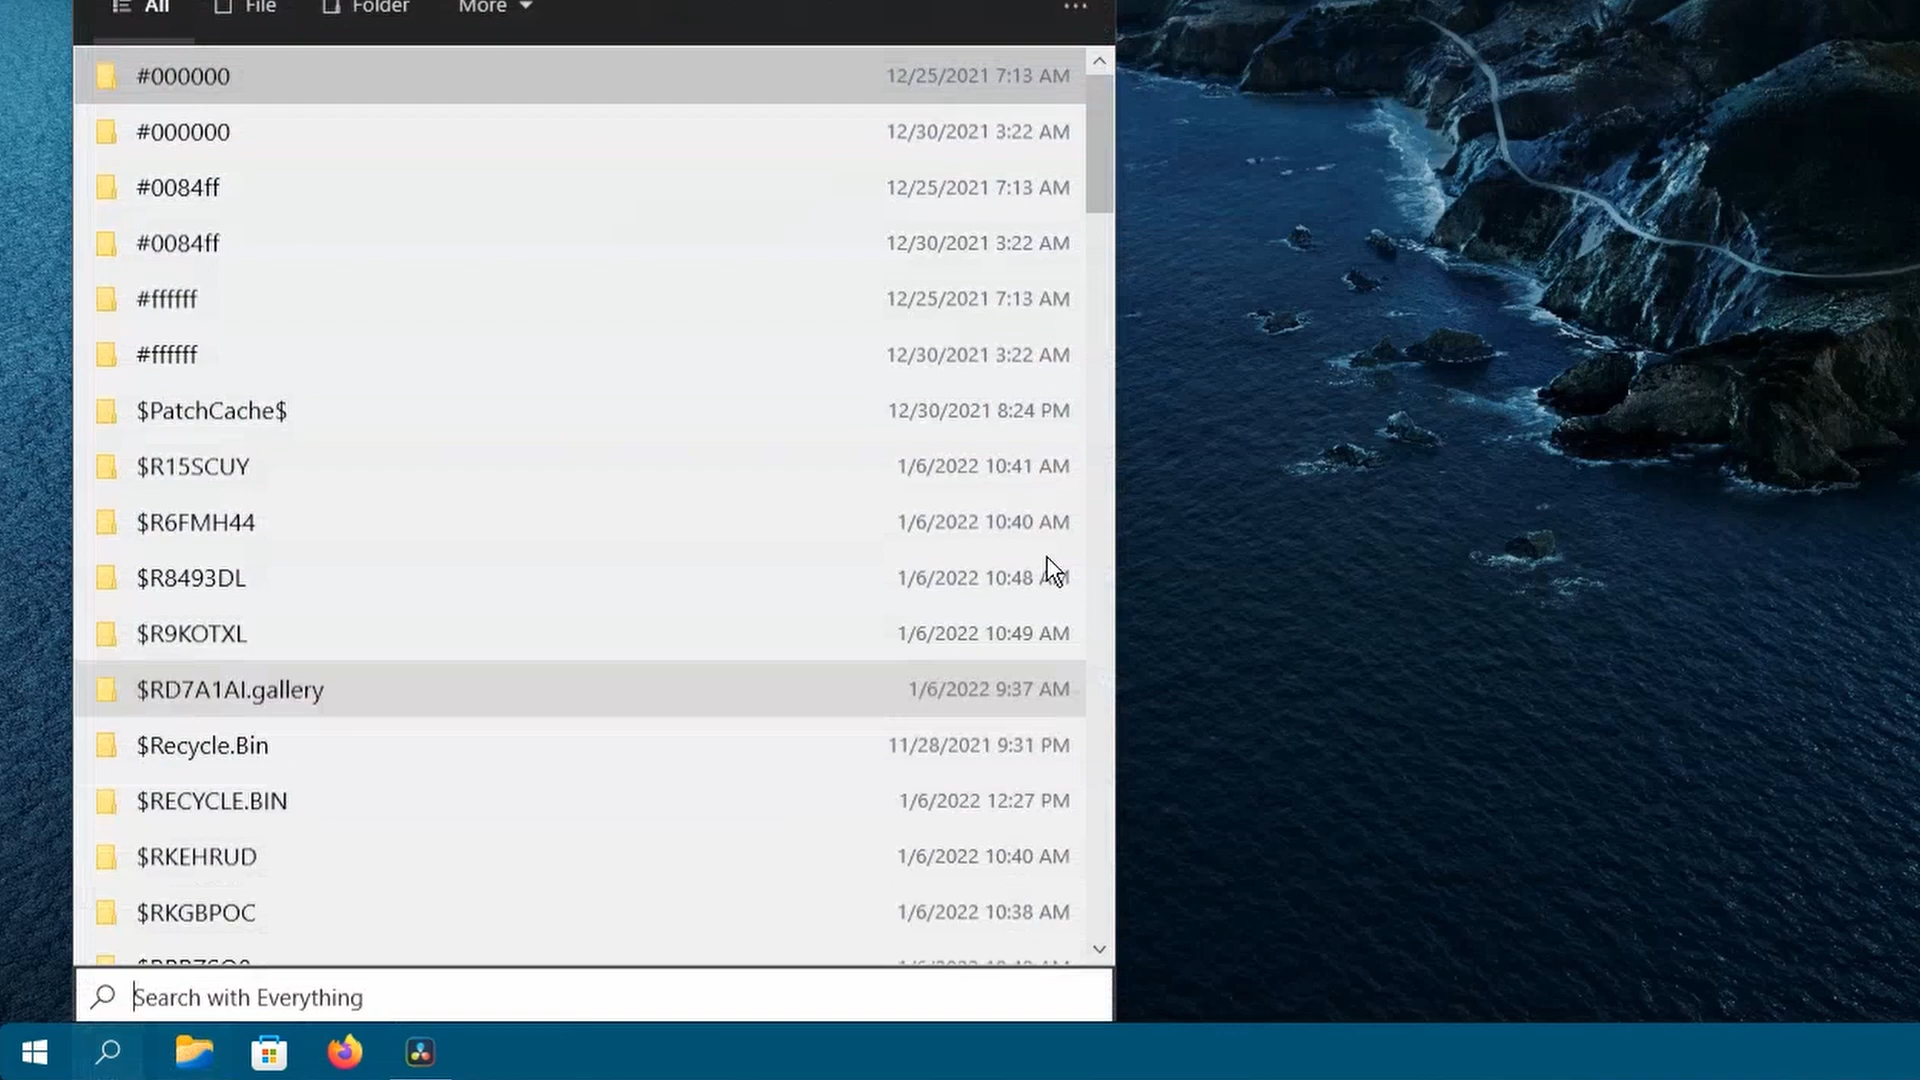 All File Folder More
#000000 12/25/2021 7:13 AM
#000000 12/30/2021 3:22 AM
#0084ff 12/25/2021 7:13 AM
#0084ff 12/30/2021 3:22 AM
#ffffff 12/25/2021 7:13 AM
#ffffff 12/30/2021 3:22 AM
$PatchCache$ 12/30/2021 8:24 PM
$R15SCUY 1/6/2022 10:41 AM
$R6FMH44 1/6/2022 10:40 AM
$R8493DL 1/6/2022 10:48 AM
$R9KOTXL 1/6/2022 10:49 AM
$RD7A1AI.gallery 1/6/2022 9:37 AM
$Recycle.Bin 11/28/2021 9:31 PM
$RECYCLE.BIN 1/6/2022 12:27 PM
$RKEHRUD 1/6/2022 10:40 AM
$RKGBPOC 1/6/2022 10:38 AM
Search with Everything